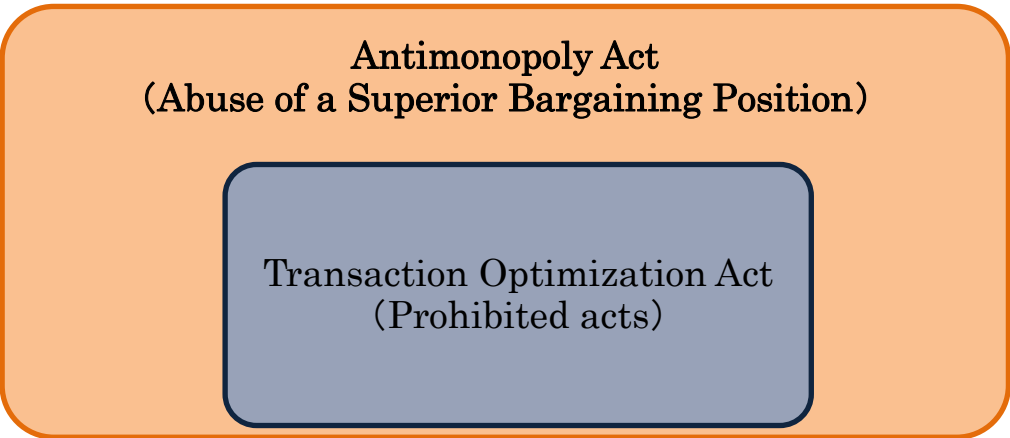 Antimonopoly Act
（Abuse of a Superior Bargaining Position）
Transaction Optimization Act
（Prohibited acts）